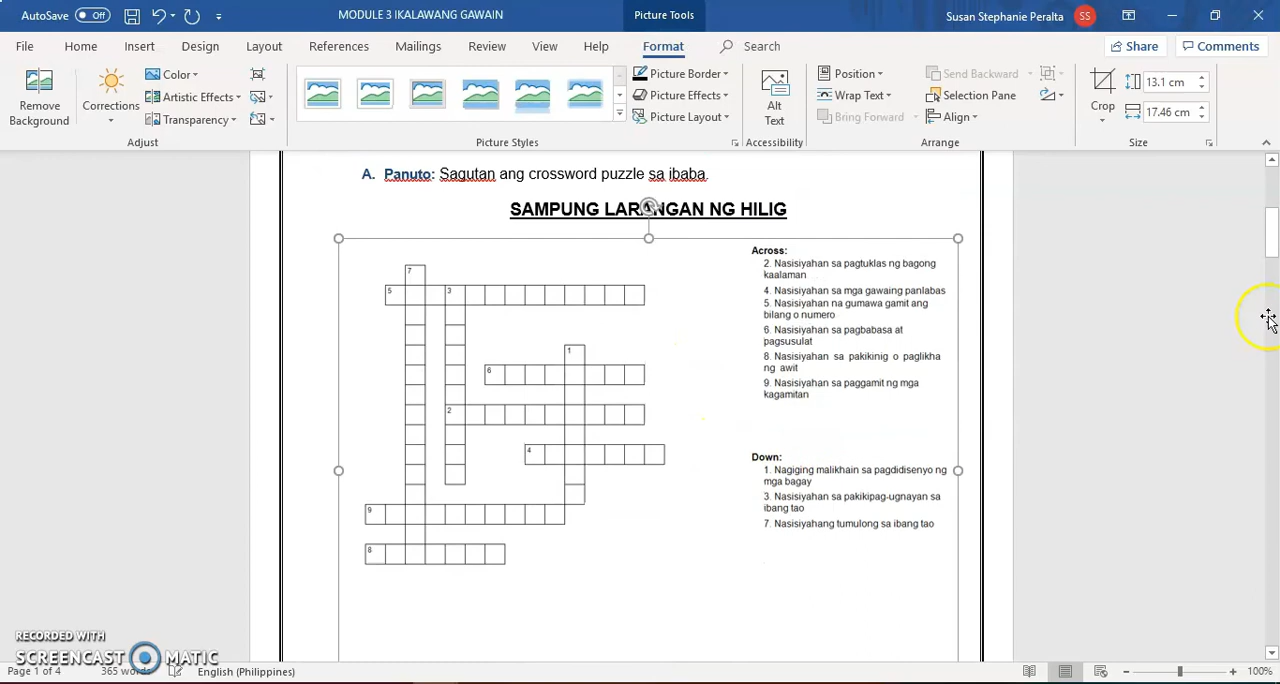 AutoSave Off MODULE 3 IKALAWANG GAWAIN Picture Tools Susan Stephanie Peralta SS
File Home Insert Design Layout References Mailings Review View Help Format Search Share Comments
Remove Background
Corrections
Color
Artistic Effects
Transparency
Adjust
Picture Styles
Picture Border
Picture Effects
Picture Layout
Alt Text
Accessibility
Position
Wrap Text
Bring Forward
Send Backward
Selection Pane
Align
Arrange
Crop
13.1 cm
17.46 cm
Size
A. Panuto: Sagutan ang crossword puzzle sa ibaba.
SAMPUNG LARANGAN NG HILIG
7
5 3
1
6
2
4
9
8
Across:
2. Nasisiyahan sa pagtuklas ng bagong
kaalaman
4. Nasisiyahan sa mga gawaing panlabas
5. Nasisiyahan na gumawa gamit ang
bilang o numero
6. Nasisiyahan sa pagbabasa at
pagsusulat
8. Nasisiyahan sa pakikinig o paglikha
ng awit
9. Nasisiyahan sa paggamit ng mga
kagamitan
Down:
1. Nagiging malikhain sa pagdidisenyo ng
mga bagay
3. Nasisiyahan sa pakikipag-ugnayan sa
ibang tao
7. Nasisiyahang tumulong sa ibang tao
RECORDED WITH
SCREENCAST MATIC
Page 1 of 4 365 words English (Philippines) 100%